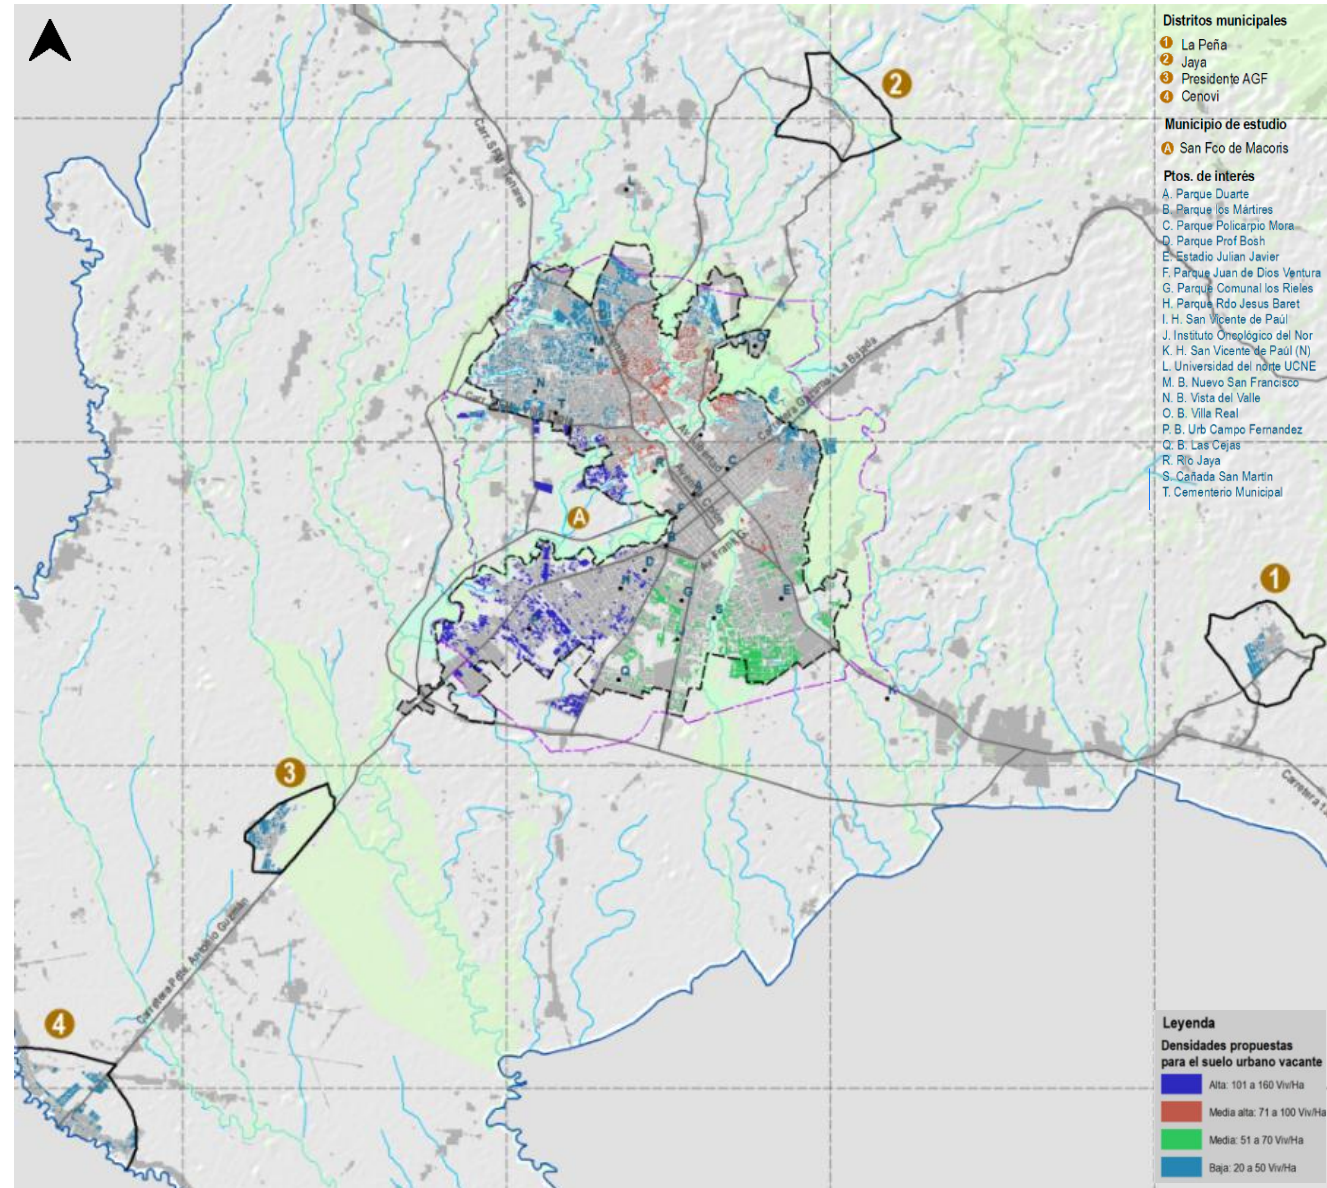 Distritos municipales
1 La Peña
2 Jaya
3 Presidente AGF
4 Cenovi
Municipio de estudio
A San Fco de Macoris
Ptos. de interés
A. Parque Duarte
B. Parque los Mártires
C. Parque Policarpio Mora
D. Parque Prof Bosh
E. Estadio Julian Javier
F. Parque Juan de Dios Ventura
G. Parque Comunal los Rieles
H. Parque Rdo Jesus Baret
I. H. San Vicente de Paúl
J. Instituto Oncológico del Nor
K. H. San Vicente de Paúl (N)
L. Universidad del norte UCNE
M. B. Nuevo San Francisco
N. B. Vista del Valle
O. B. Villa Real
P. B. Urb Campo Fernandez
Q. B. Las Cejas
R. Rio Jaya
S. Cañada San Martin
T. Cementerio Municipal
2
L
N
T
R
C
A
1
D
H
G
E
S
Q
K
3
Carretera Pdte. Antonio Guzmán
4
Leyenda
Densidades propuestas
para el suelo urbano vacante
Alta: 101 a 160 Viv/Ha
Media alta: 71 a 100 Viv/Ha
Media: 51 a 70 Viv/Ha
Baja: 20 a 50 Viv/Ha